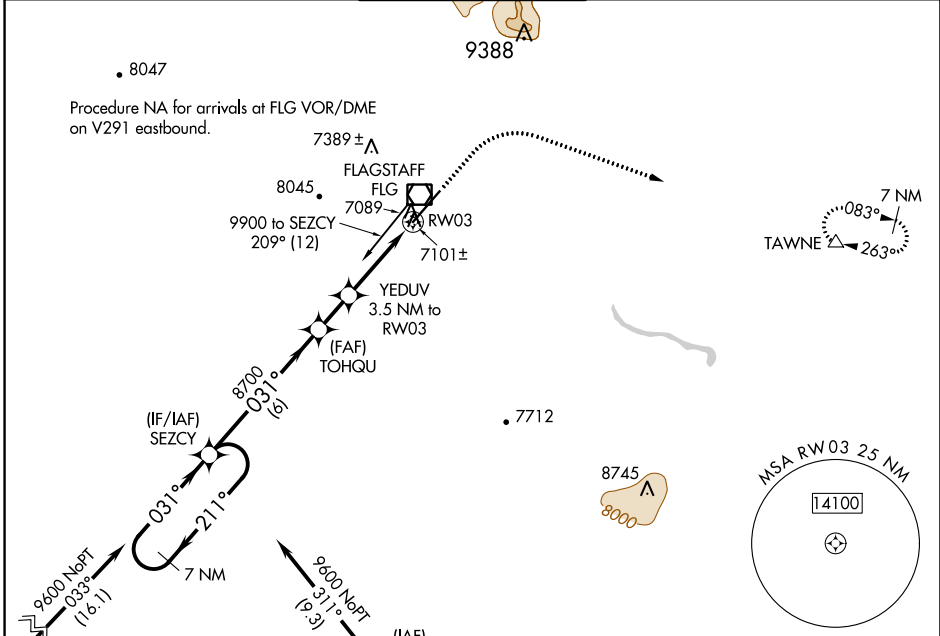 9388
8047
Procedure NA for arrivals at FLG VOR/DME
on V291 eastbound.
7389±
FLAGSTAFF
FLG
8045
7089
RW03
9900 to SEZCY
209° (12)
7101±
7 NM
083°
TAWNE
263°
YEDUV
3.5 NM to
RW03
(FAF)
TOHQU
8700
031°
(6)
(IF/IAF)
SEZCY
7712
031°
211°
7 NM
8745
8000
MSA RW03 25 NM
14100
9600 NoPT
033°
(16.1)
9600 NoPT
311°
(9.3)
(IAF)